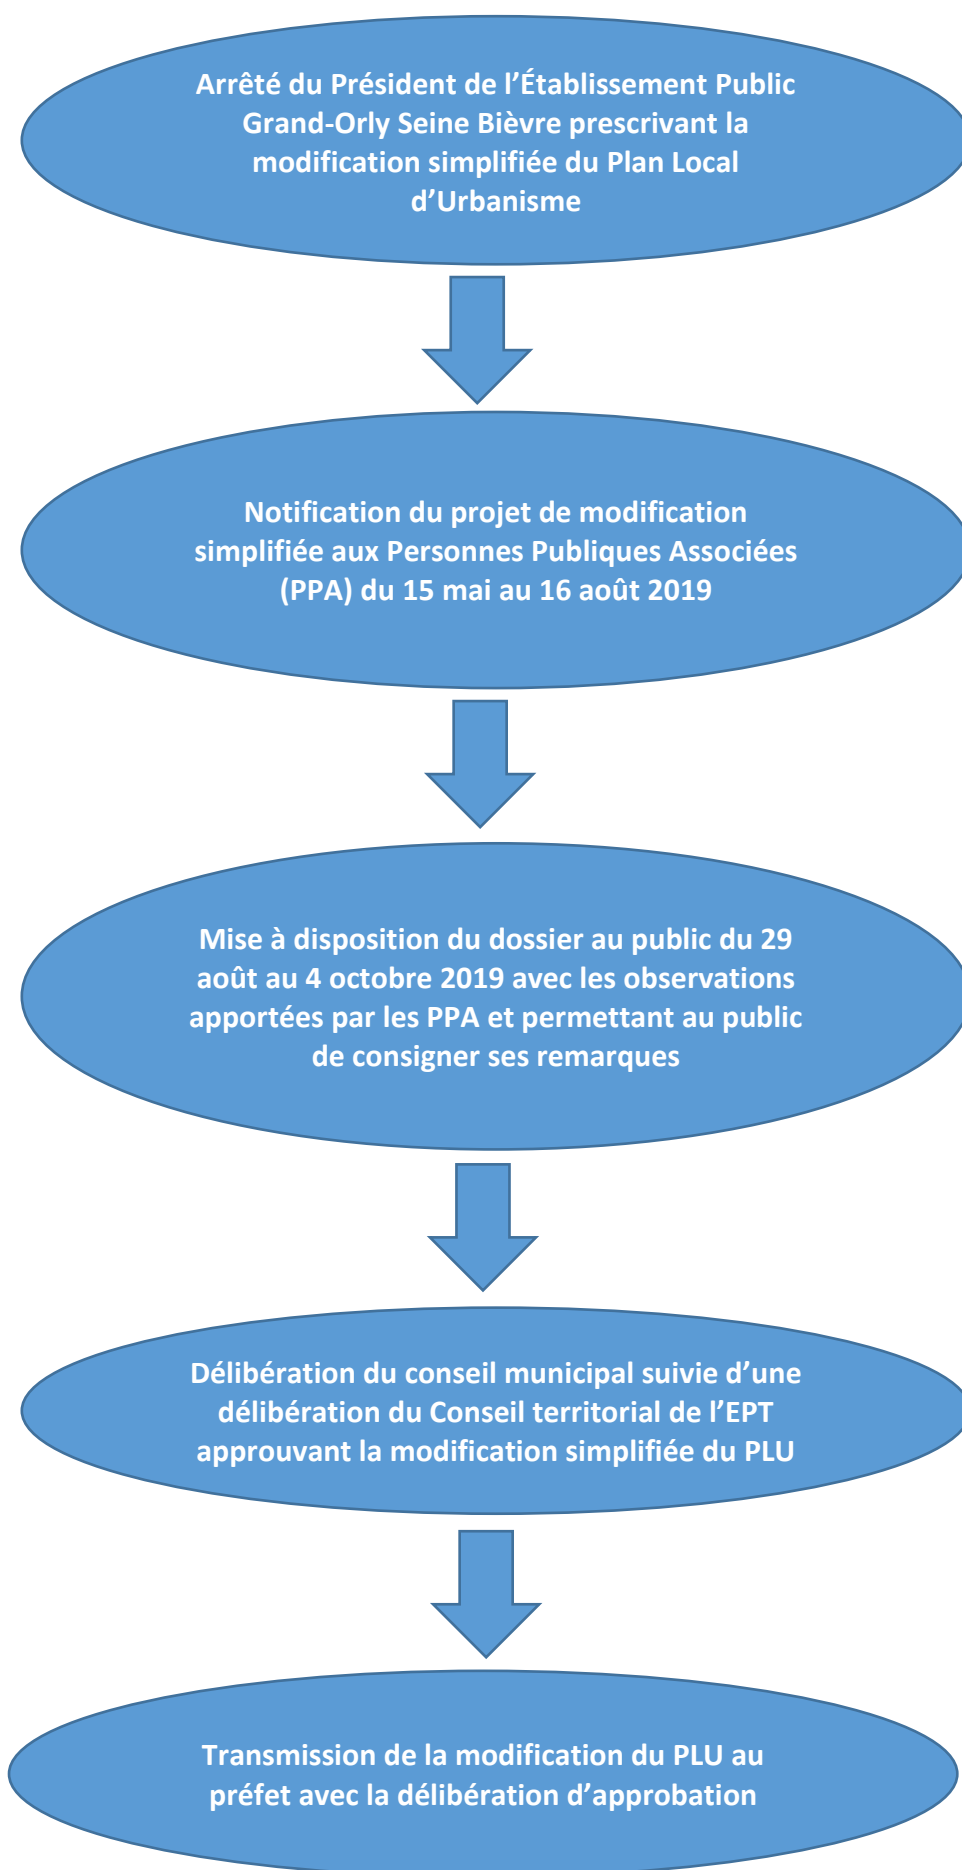 Arrêté du Président de l’Établissement Public
Grand-Orly Seine Bièvre prescrivant la
modification simplifiée du Plan Local
d’Urbanisme
Notification du projet de modification
simplifiée aux Personnes Publiques Associées
(PPA) du 15 mai au 16 août 2019
Mise à disposition du dossier au public du 29
août au 4 octobre 2019 avec les observations
apportées par les PPA et permettant au public
de consigner ses remarques
Délibération du conseil municipal suivie d’une
délibération du Conseil territorial de l’EPT
approuvant la modification simplifiée du PLU
Transmission de la modification du PLU au
préfet avec la délibération d’approbation